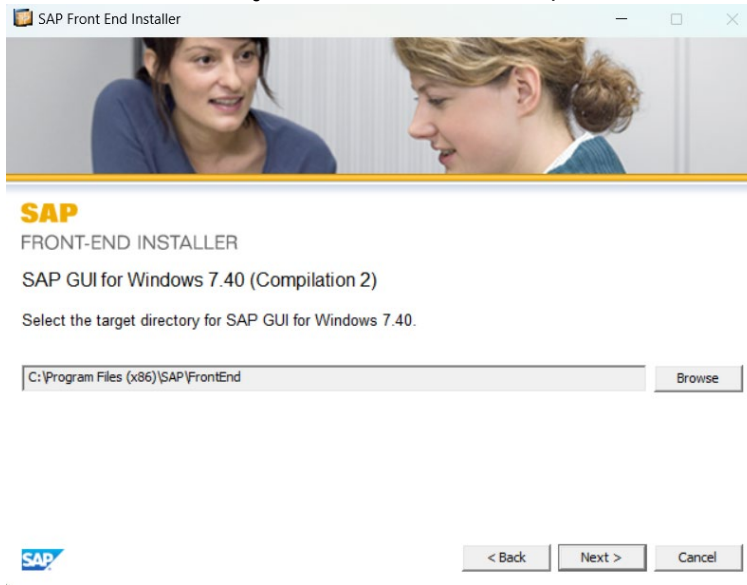 SAP Front End Installer
SAP
FRONT-END INSTALLER
SAP GUI for Windows 7.40 (Compilation 2)
Select the target directory for SAP GUI for Windows 7.40.
C:\Program Files (x86)\SAP\FrontEnd
Browse
SAP
< Back
Next >
Cancel